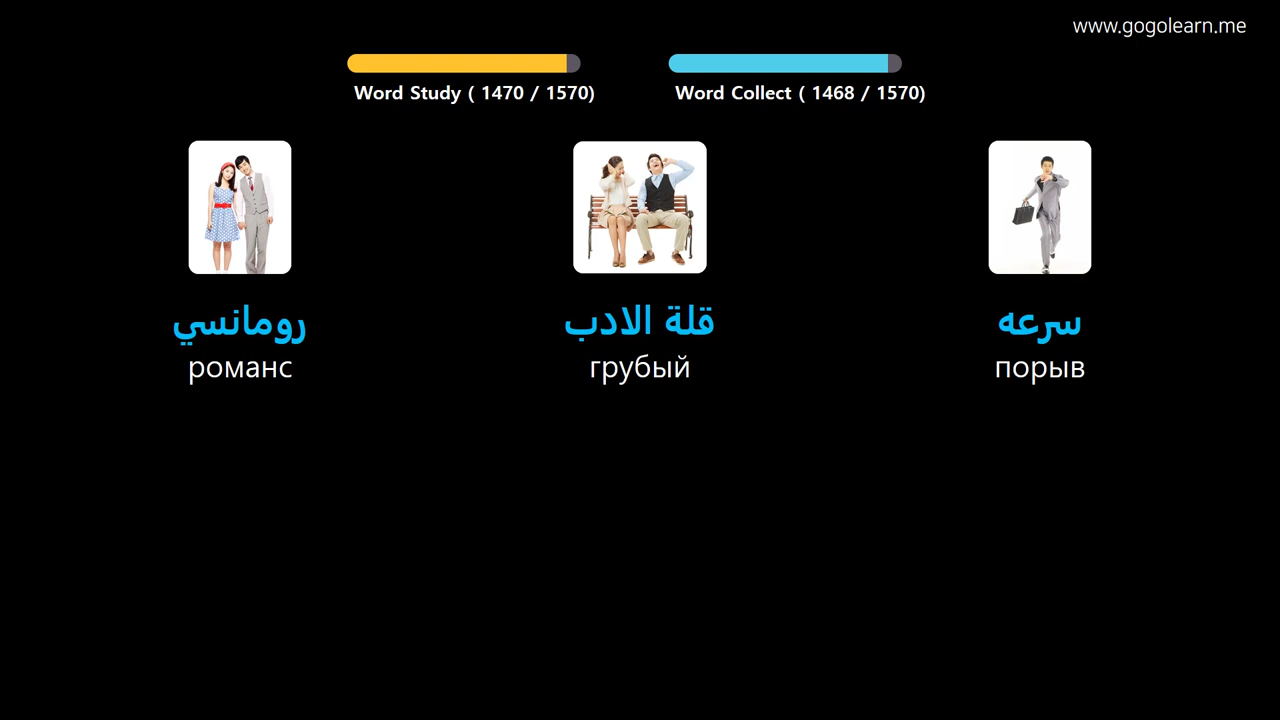 www.gogolearn.me
Word Study ( 1470 / 1570)
Word Collect ( 1468 / 1570)
رومانسي
قلة الادب
سرعه
романс
грубый
порыв